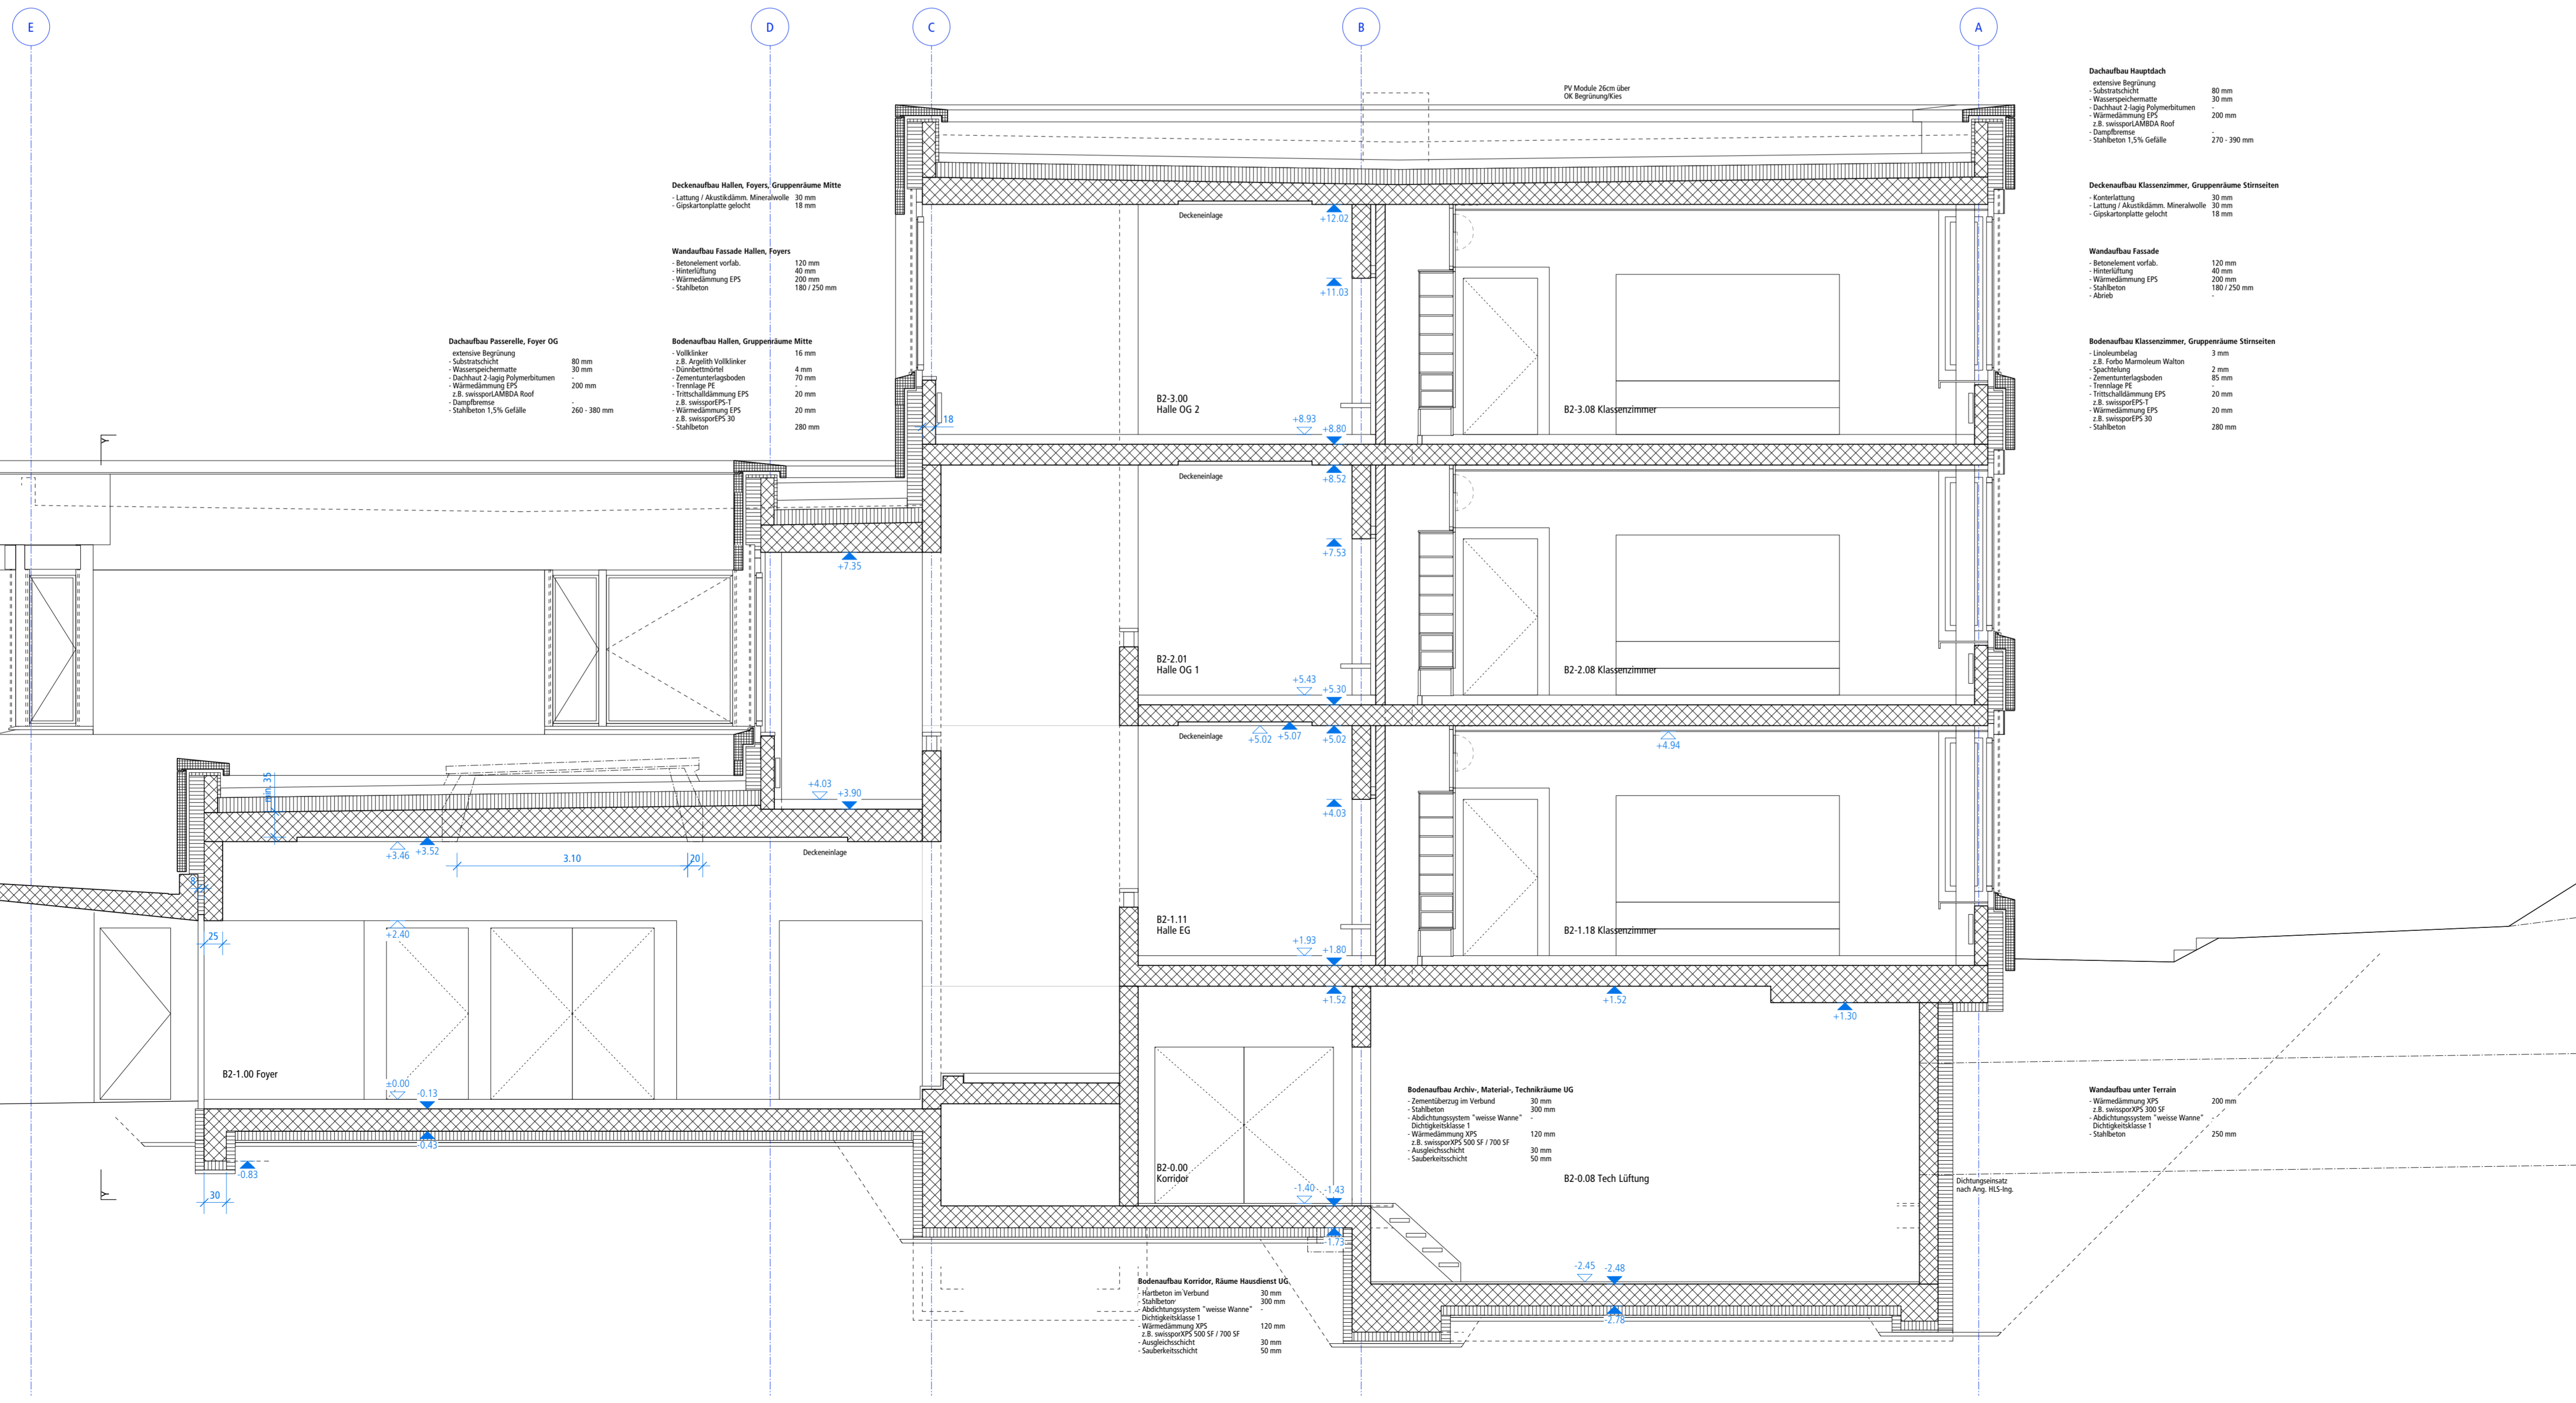 E
D
C
B
A
PV Module 26cm über
OK Begrünung/Kies
Dachaufbau Hauptdach
extensive Begrünung
- Substratschicht 80 mm
- Wasserspeichermatte 30 mm
- Dachhaut 2-lagig Polymerbitumen -
- Wärmedämmung EPS 200 mm
z.B. swissporLAMBDA Roof
- Dampfbremse -
- Stahlbeton 1,5% Gefälle 270 - 390 mm
Deckenaufbau Hallen, Foyers, Gruppenräume Mitte
- Lattung / Akustikdämm. Mineralwolle 30 mm
- Gipskartonplatte gelocht 18 mm
Deckenaufbau Klassenzimmer, Gruppenräume Stirnseiten
- Konterlattung 30 mm
- Lattung / Akustikdämm. Mineralwolle 30 mm
- Gipskartonplatte gelocht 18 mm
Deckeneinlage
+12.02
Wandaufbau Fassade Hallen, Foyers
- Betonelement vorfab. 120 mm
- Hinterlüftung 40 mm
- Wärmedämmung EPS 200 mm
- Stahlbeton 180 / 250 mm
Wandaufbau Fassade
- Betonelement vorfab. 120 mm
- Hinterlüftung 40 mm
- Wärmedämmung EPS 200 mm
- Stahlbeton 180 / 250 mm
- Abrieb -
+11.03
Dachaufbau Passerelle, Foyer OG
extensive Begrünung
- Substratschicht 80 mm
- Wasserspeichermatte 30 mm
- Dachhaut 2-lagig Polymerbitumen -
- Wärmedämmung EPS 200 mm
z.B. swissporLAMBDA Roof
- Dampfbremse -
- Stahlbeton 1,5% Gefälle 260 - 380 mm
Bodenaufbau Hallen, Gruppenräume Mitte
- Vollklinker 16 mm
z.B. Argelith Vollklinker
- Dünnbettmörtel 4 mm
- Zementunterlagsboden 70 mm
- Trennlage PE -
- Trittschalldämmung EPS 20 mm
z.B. swissporEPS-T
- Wärmedämmung EPS 20 mm
z.B. swissporEPS 30
- Stahlbeton 280 mm
Bodenaufbau Klassenzimmer, Gruppenräume Stirnseiten
- Linoleumbelag 3 mm
z.B. Forbo Marmoleum Walton
- Spachtelung 2 mm
- Zementunterlagsboden 85 mm
- Trennlage PE -
- Trittschalldämmung EPS 20 mm
z.B. swissporEPS-T
- Wärmedämmung EPS 20 mm
z.B. swissporEPS 30
- Stahlbeton 280 mm
B2-3.00
Halle OG 2
B2-3.08 Klassenzimmer
18
+8.93
+8.80
Y
Deckeneinlage
+8.52
+7.53
+7.35
B2-2.01
Halle OG 1
B2-2.08 Klassenzimmer
+5.43
+5.30
Deckeneinlage
+5.02
+5.07
+5.02
+4.94
min. 35
+4.03
+3.90
+4.03
+3.46
+3.52
3.10
20
Deckeneinlage
8
25
+2.40
B2-1.11
Halle EG
B2-1.18 Klassenzimmer
+1.93
+1.80
+1.52
+1.52
+1.30
B2-1.00 Foyer
±0.00
-0.13
-0.43
-0.83
30
Y
Bodenaufbau Archiv-, Material-, Technikräume UG
- Zementüberzug im Verbund 30 mm
- Stahlbeton 300 mm
- Abdichtungssystem "weisse Wanne" -
Dichtigkeitsklasse 1
- Wärmedämmung XPS 120 mm
z.B. swissporXPS 500 SF / 700 SF
- Ausgleichsschicht 30 mm
- Sauberkeitsschicht 50 mm
Wandaufbau unter Terrain
- Wärmedämmung XPS 200 mm
z.B. swissporXPS 300 SF
- Abdichtungssystem "weisse Wanne" -
Dichtigkeitsklasse 1
- Stahlbeton 250 mm
B2-0.00
Korridor
B2-0.08 Tech Lüftung
Dichtungseinsatz
nach Ang. HLS-Ing.
-1.40
-1.43
-1.73
-2.45
-2.48
-2.78
Bodenaufbau Korridor, Räume Hausdienst UG
- Hartbeton im Verbund 30 mm
- Stahlbeton 300 mm
- Abdichtungssystem "weisse Wanne" -
Dichtigkeitsklasse 1
- Wärmedämmung XPS 120 mm
z.B. swissporXPS 500 SF / 700 SF
- Ausgleichsschicht 30 mm
- Sauberkeitsschicht 50 mm